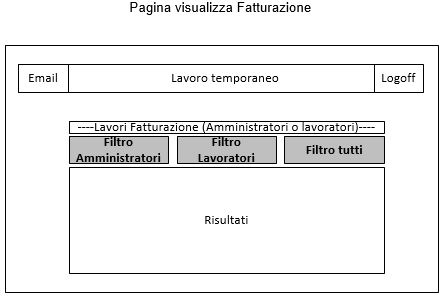 Pagina visualizza Fatturazione
Email
Lavoro temporaneo
Logoff
----Lavori Fatturazione (Amministratori o lavoratori)----
Filtro
Amministratori
Filtro
Lavoratori
Filtro tutti
Risultati